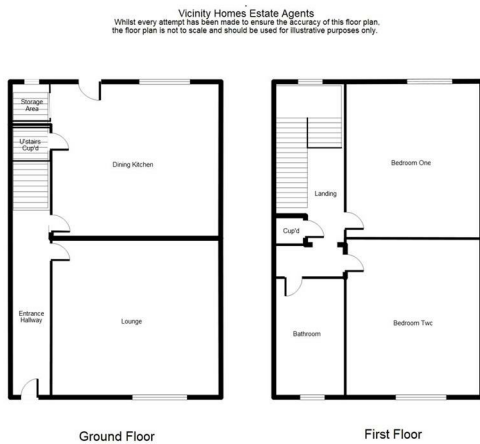 Vicinity Homes Estate Agents
Whilst every attempt has been made to ensure the accuracy of this floor plan,
the floor plan is not to scale and should be used for illustrative purposes only.
Storage
Area
U'stairs
Cup'd
Dining Kitchen
Entrance
Hallway
Lounge
Ground Floor
Bedroom One
Landing
Cup'd
Bathroom
Bedroom Twc
First Floor